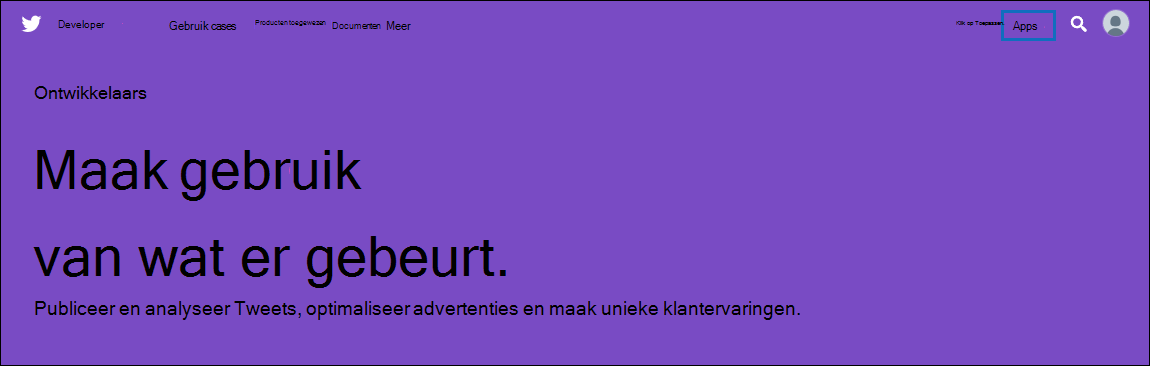 Developer Gebruik cases Producten toegewezen Documenten Meer Klik op Toepassen. Apps
Ontwikkelaars
Maak gebruik
van wat er gebeurt.
Publiceer en analyseer Tweets, optimaliseer advertenties en maak unieke klantervaringen.